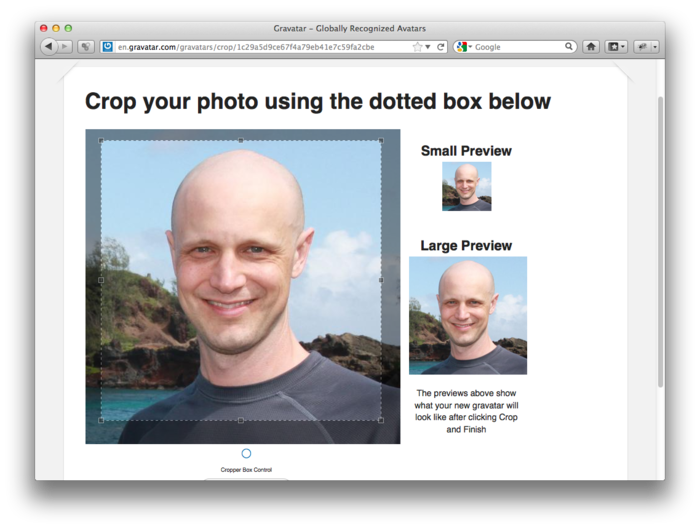 Gravatar – Globally Recognized Avatars
en.gravatar.com/gravatars/crop/1c29a5d9ce67f4a79eb41e7c59fa2cbe
Google
Crop your photo using the dotted box below
Small Preview
Large Preview
The previews above show
what your new gravatar will
look like after clicking Crop
and Finish
Cropper Box Control